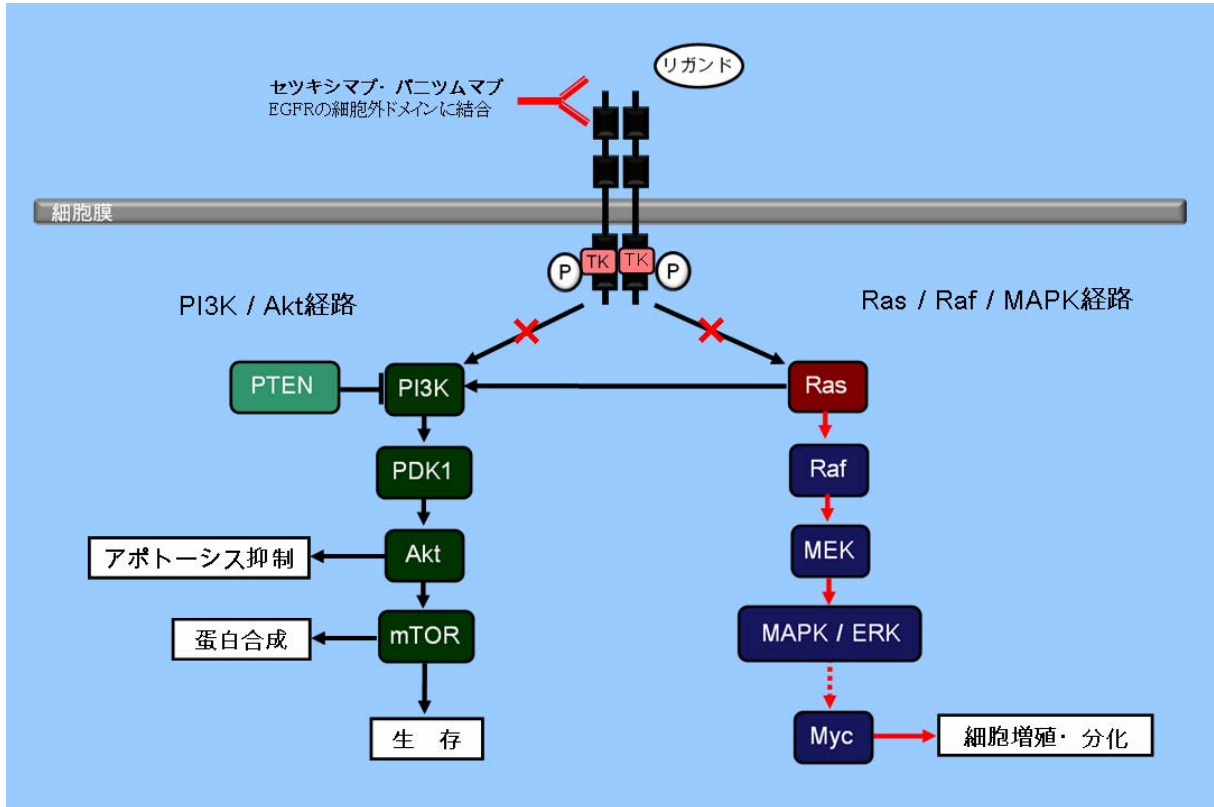 リガンド
セツキシマブ・パニツムマブ
EGFRの細胞外ドメインに結合
細胞膜
P
TK
TK
P
PI3K / Akt経路
Ras / Raf / MAPK経路
PTEN
PI3K
Ras
PDK1
Raf
アポトーシス抑制
Akt
MEK
蛋白合成
mTOR
MAPK / ERK
生 存
Myc
細胞増殖・分化